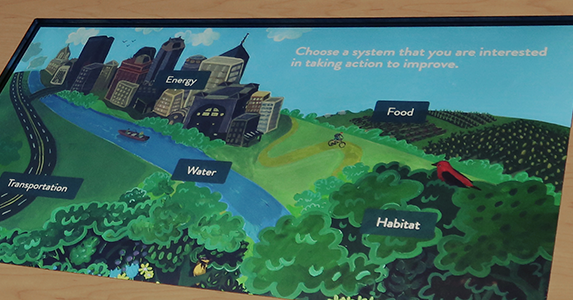 Choose a system that you are interested
in taking action to improve.
Energy
Food
Water
Transportation
Habitat